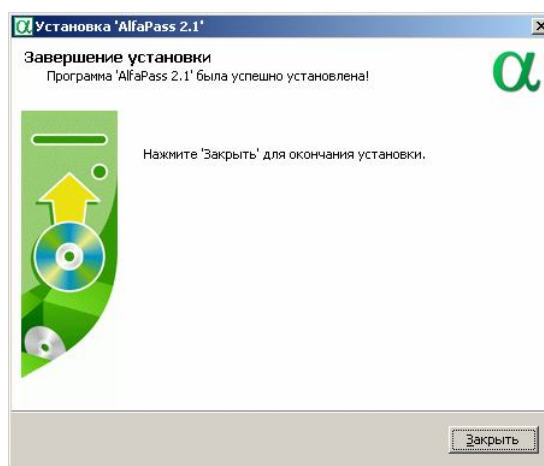 α Установка 'AlfaPass 2.1'
Завершение установки
Программа 'AlfaPass 2.1' была успешно установлена!
α
Нажмите 'Закрыть' для окончания установки.
Закрыть